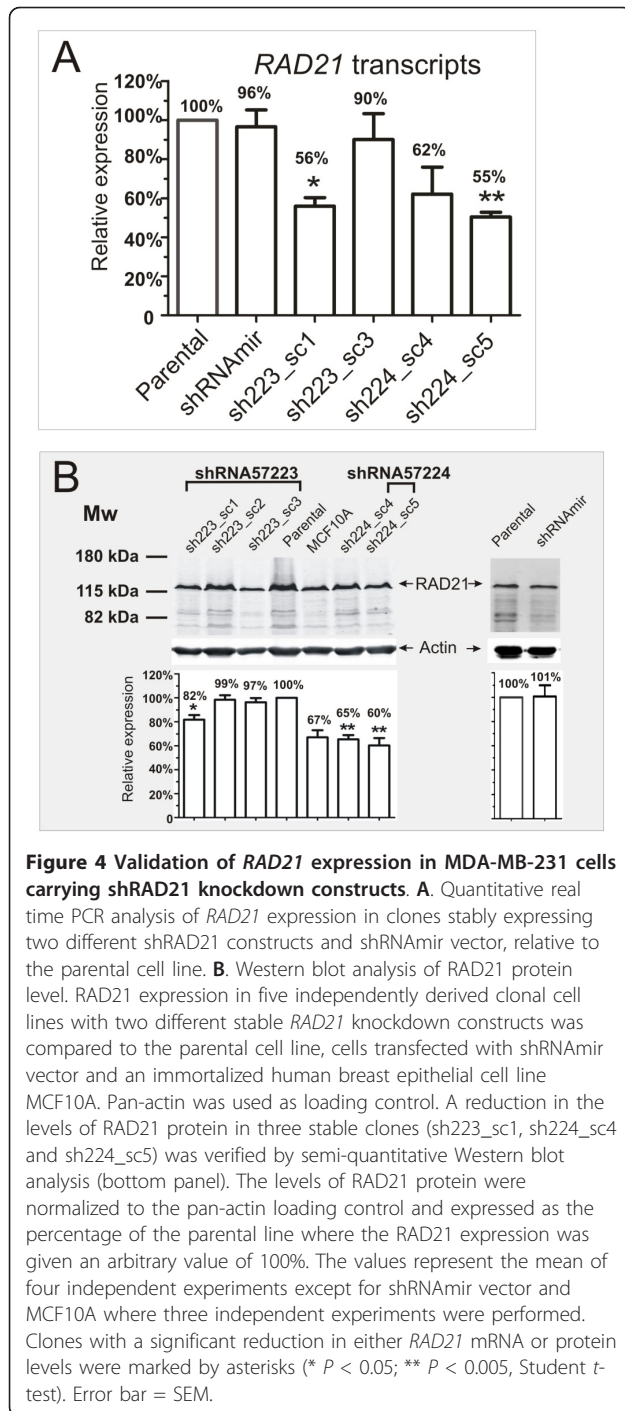 A
RAD21 transcripts
Relative expression
120%
100%
80%
60%
40%
20%
0
100%
96%
56%
*
90%
62%
55%
**
Parental
shRNAmir
sh223_sc1
sh223_sc3
sh224_sc4
sh224_sc5
B
shRNA57223
shRNA57224
Mw
sh223_sc1
sh223_sc2
sh223_sc3
Parental
MCF10A
sh224_sc4
sh224_sc5
Parental
shRNAmir
180 kDa
115 kDa
82 kDa
RAD21
Actin
Relative expression
120%
100%
80%
60%
40%
20%
0
82%
*
99%
97%
100%
67%
65%
**
60%
**
100%
101%
Figure 4 Validation of RAD21 expression in MDA-MB-231 cells
carrying shRAD21 knockdown constructs. A. Quantitative real
time PCR analysis of RAD21 expression in clones stably expressing
two different shRAD21 constructs and shRNAmir vector, relative to
the parental cell line. B. Western blot analysis of RAD21 protein
level. RAD21 expression in five independently derived clonal cell
lines with two different stable RAD21 knockdown constructs was
compared to the parental cell line, cells transfected with shRNAmir
vector and an immortalized human breast epithelial cell line
MCF10A. Pan-actin was used as loading control. A reduction in the
levels of RAD21 protein in three stable clones (sh223_sc1, sh224_sc4
and sh224_sc5) was verified by semi-quantitative Western blot
analysis (bottom panel). The levels of RAD21 protein were
normalized to the pan-actin loading control and expressed as the
percentage of the parental line where the RAD21 expression was
given an arbitrary value of 100%. The values represent the mean of
four independent experiments except for shRNAmir vector and
MCF10A where three independent experiments were performed.
Clones with a significant reduction in either RAD21 mRNA or protein
levels were marked by asterisks (* P < 0.05; ** P < 0.005, Student t-
test). Error bar = SEM.